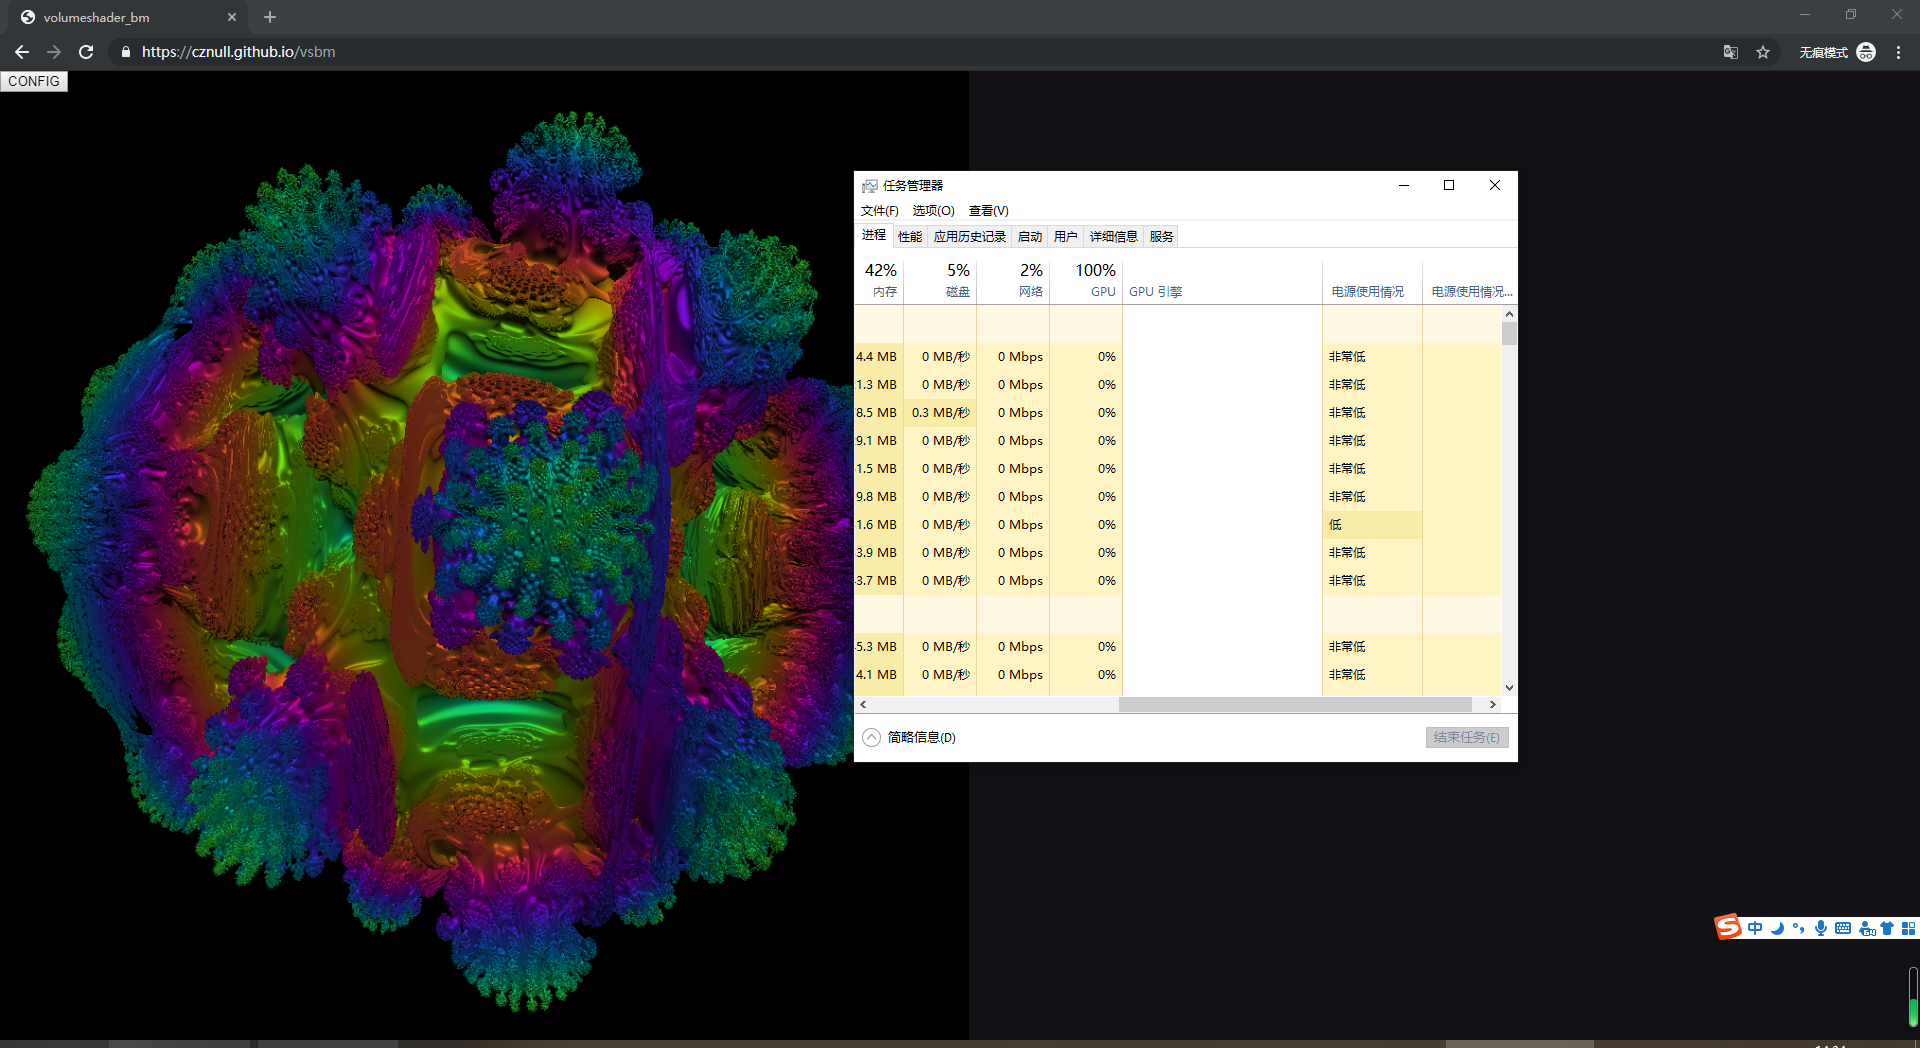 volumeshader_bm
https://cznull.github.io/vsbm
无痕模式
CONFIG
任务管理器
文件(F) 选项(O) 查看(V)
进程 性能 应用历史记录 启动 用户 详细信息 服务
42% 5% 2% 100%
内存 磁盘 网络 GPU GPU 引擎 电源使用情况 电源使用情况...
4.4 MB 0 MB/秒 0 Mbps 0% 非常低
1.3 MB 0 MB/秒 0 Mbps 0% 非常低
8.5 MB 0.3 MB/秒 0 Mbps 0% 非常低
9.1 MB 0 MB/秒 0 Mbps 0% 非常低
1.5 MB 0 MB/秒 0 Mbps 0% 非常低
9.8 MB 0 MB/秒 0 Mbps 0% 非常低
1.6 MB 0 MB/秒 0 Mbps 0% 低
3.9 MB 0 MB/秒 0 Mbps 0% 非常低
3.7 MB 0 MB/秒 0 Mbps 0% 非常低
5.3 MB 0 MB/秒 0 Mbps 0% 非常低
4.1 MB 0 MB/秒 0 Mbps 0% 非常低
简略信息(D)
结束任务(E)
中